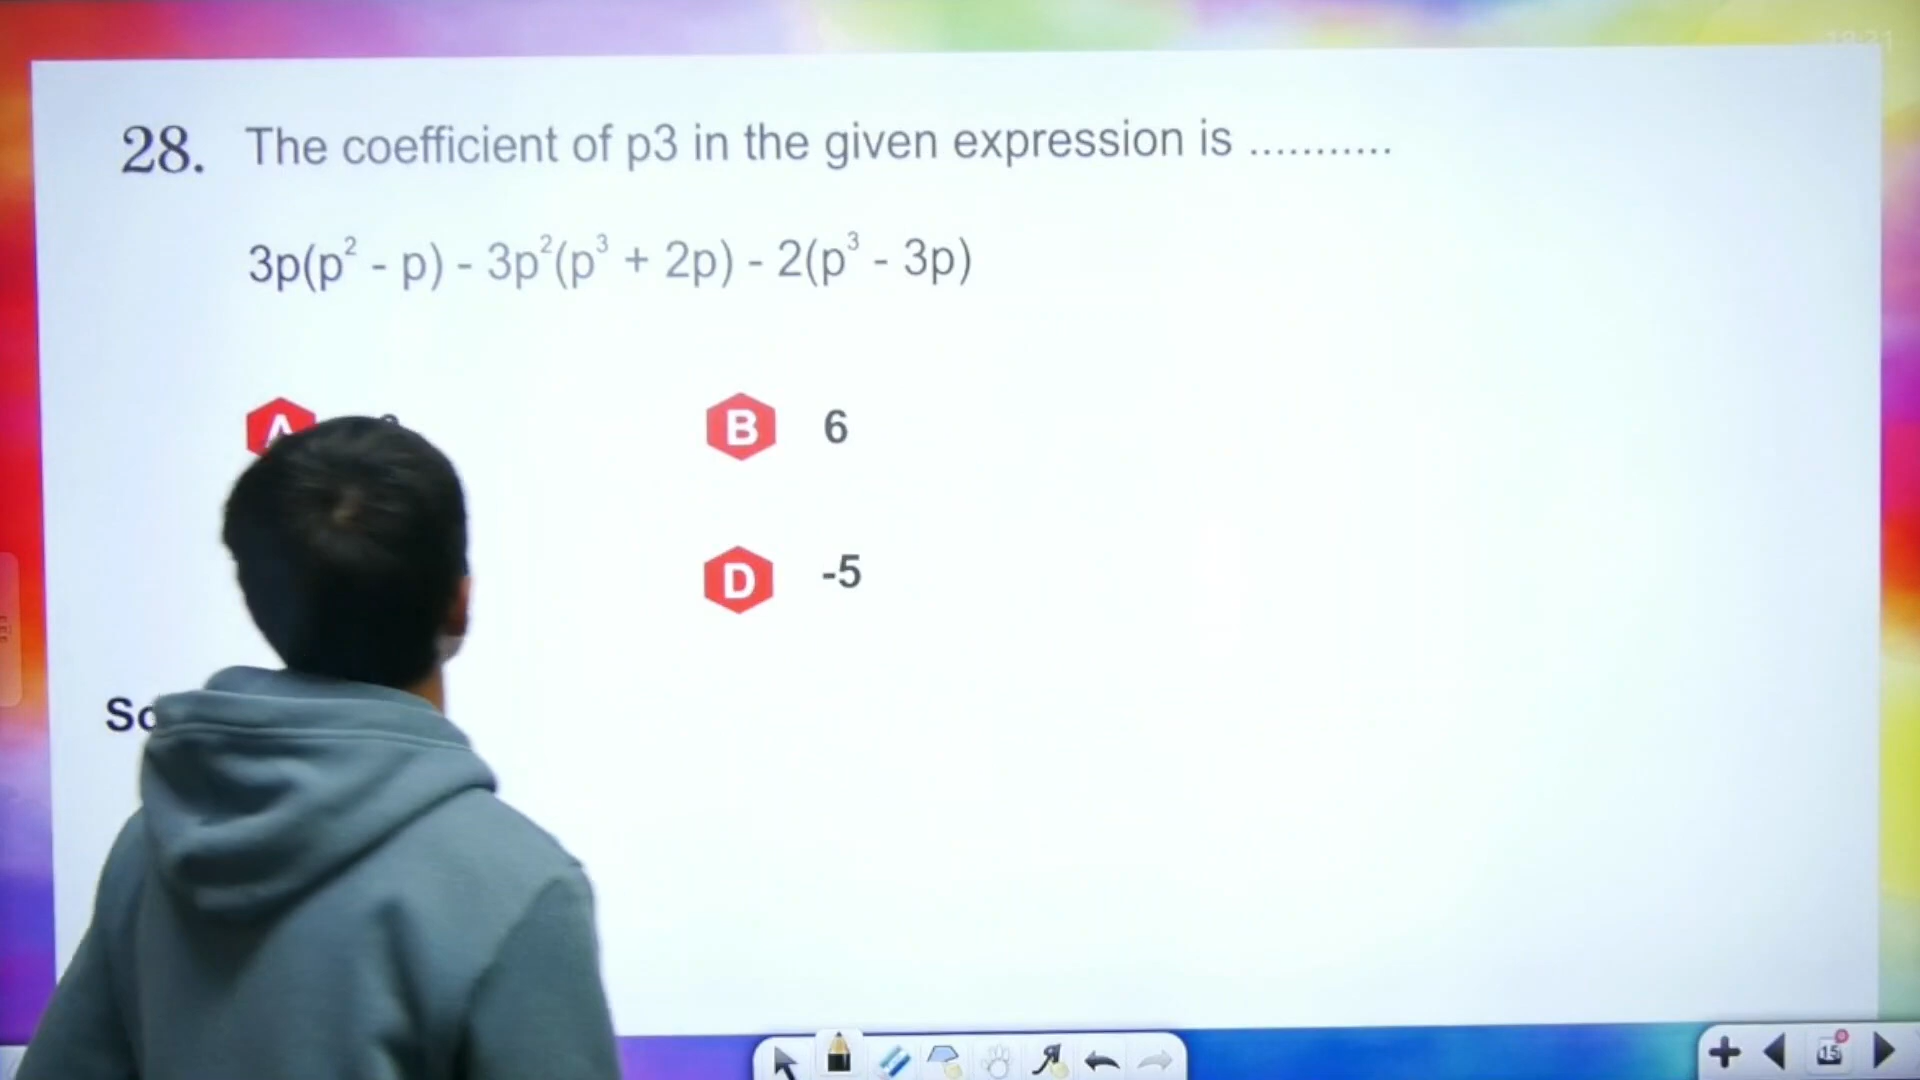 28. The coefficient of p3 in the given expression is ...........
3p(p² - p) - 3p²(p³ + 2p) - 2(p³ - 3p)
A
B 6
D -5